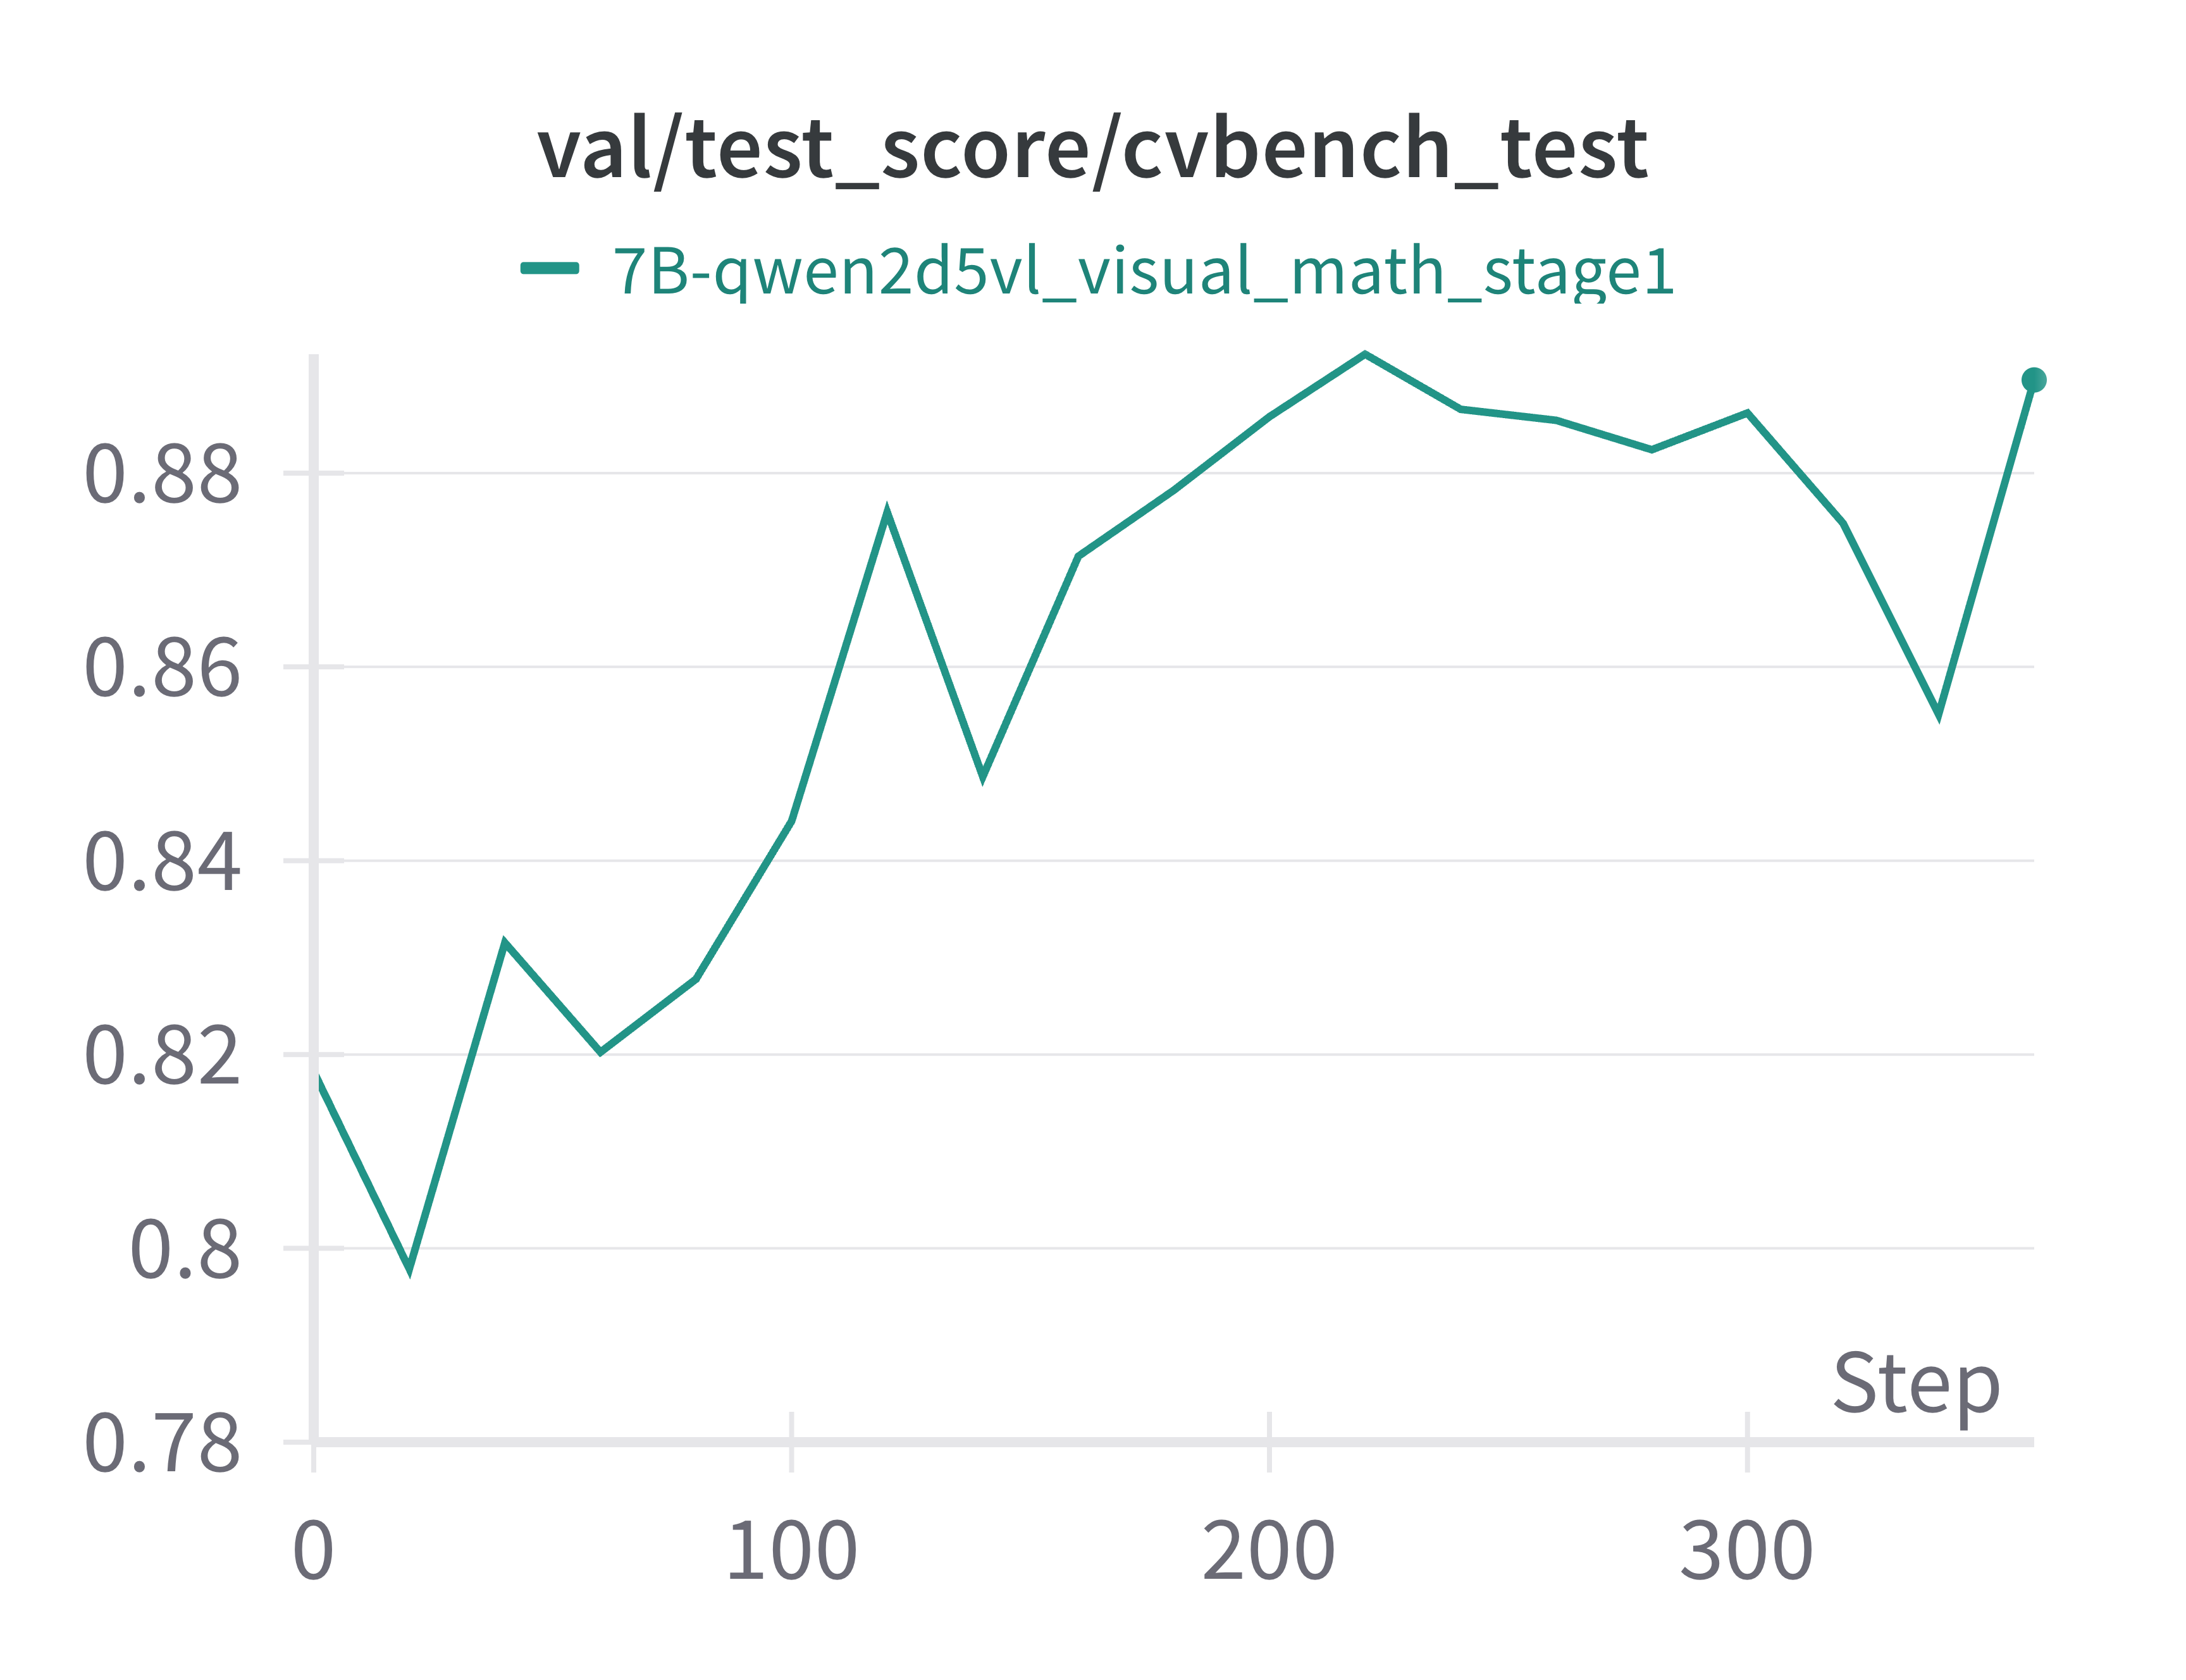 val/test_score/cvbench_test
7B-qwen2d5vl_visual_math_stage1
0.88
0.86
0.84
0.82
0.8
0.78
Step
0 100 200 300